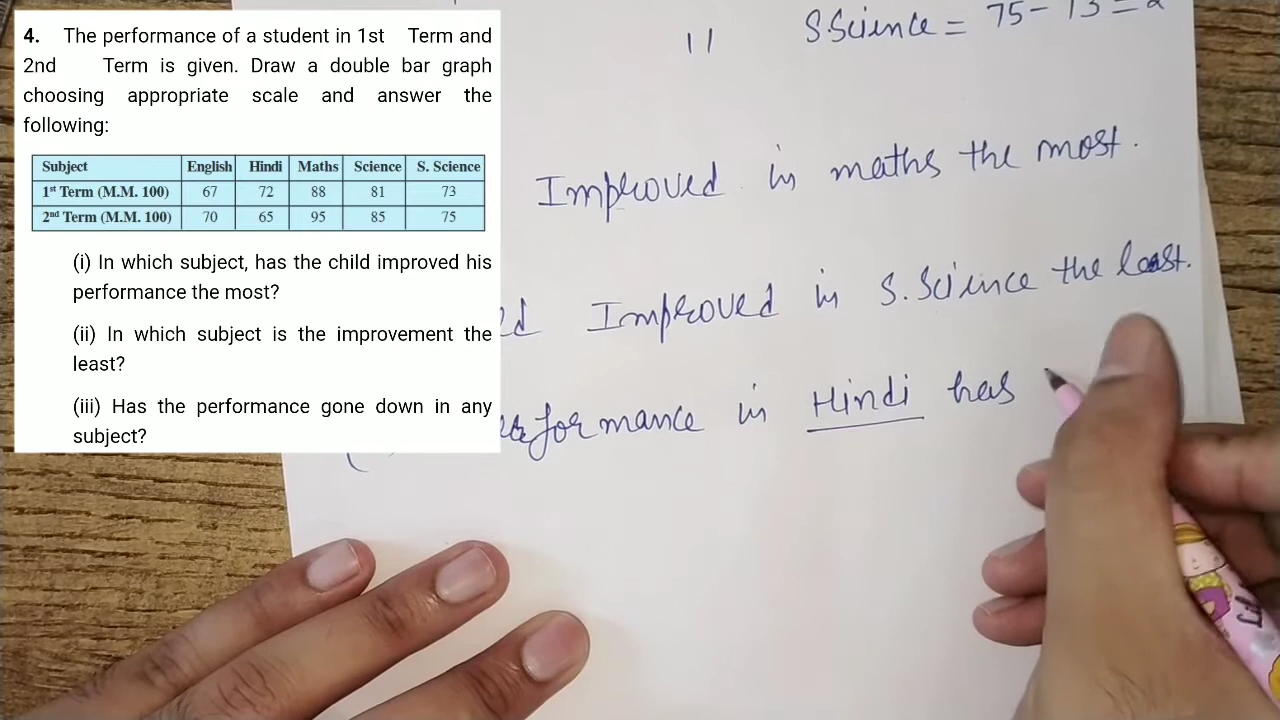 4. The performance of a student in 1st Term and
2nd Term is given. Draw a double bar graph
choosing appropriate scale and answer the
following:
Subject English Hindi Maths Science S. Science
1st Term (M.M. 100) 67 72 88 81 73
2nd Term (M.M. 100) 70 65 95 85 75
(i) In which subject, has the child improved his
performance the most?
(ii) In which subject is the improvement the
least?
(iii) Has the performance gone down in any
subject?
11 S.Science = 75 - 73 = 2
Improved in maths the most.
Improved in S.Science the least.
in Hindi has